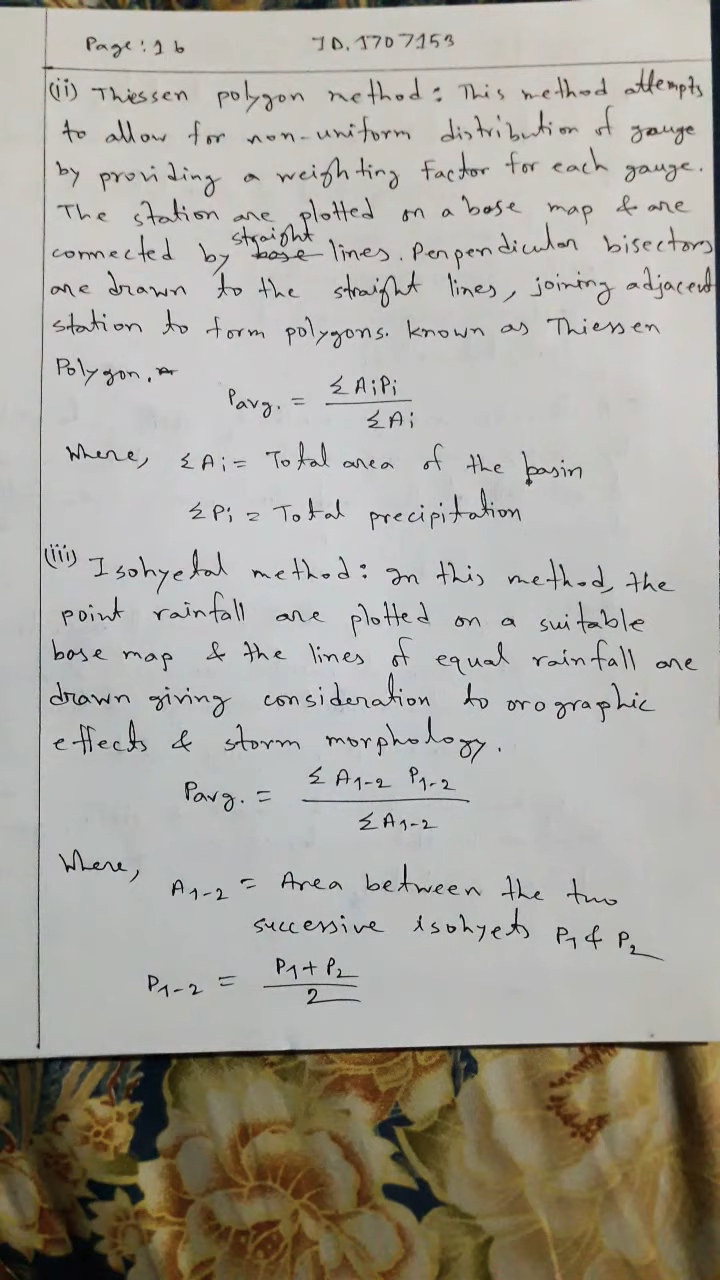 Page: 16 ID. 1707153
(ii) Thiessen polygon method: This method attempts
to allow for non-uniform distribution of gauge
by providing a weighting factor for each gauge.
The station are plotted on a base map & are
connected by straight lines. Perpendicular bisectors
are drawn to the straight lines, joining adjacent
station to form polygons. known as Thiessen
Polygon.
Pavg. = ΣAiPi / ΣAi
Where, ΣAi = Total area of the basin
ΣPi = Total precipitation
(iii) Isohyetal method: In this method, the
point rainfall are plotted on a suitable
base map & the lines of equal rainfall are
drawn giving consideration to orographic
effects & storm morphology.
Pavg. = ΣA1-2 P1-2 / ΣA1-2
Where,
A1-2 = Area between the two
successive isohyets P1 & P2
P1-2 = P1+P2 / 2